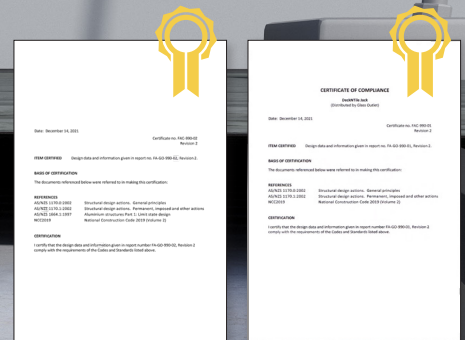 Date: December 14, 2021
Certificate no. FAC-990-02
Revision 2
ITEM CERTIFIED Design data and information given in report no. FA-GO-990-02, Revision 2.
BASIS OF CERTIFICATION
The documents referenced below were referred to in making this certification:
REFERENCES
AS/NZS 1170.0:2002 Structural design actions. General principles
AS/NZS 1170.1:2002 Structural design actions. Permanent, imposed and other actions
AS/NZS 1664.1:1997 Aluminium structures Part 1: Limit state design
NCC2019 National Construction Code 2019 (Volume 2)
CERTIFICATION
I certify that the design data and information given in report number FA-GO-990-02, Revision 2
comply with the requirements of the Codes and Standards listed above.
CERTIFICATE OF COMPLIANCE
(Distributed by Glass Outlet)
Date: December 14, 2021
Certificate no. FAC-990-01
Revision 2
ITEM CERTIFIED Design data and information given in report no. FA-GO-990-01, Revision 2.
BASIS OF CERTIFICATION
The documents referenced below were referred to in making this certification:
REFERENCES
AS/NZS 1170.0:2002 Structural design actions. General principles
AS/NZS 1170.1:2002 Structural design actions. Permanent, imposed and other actions
NCC2019 National Construction Code 2019 (Volume 2)
CERTIFICATION
I certify that the design data and information given in report number FA-GO-990-01, Revision 2
comply with the requirements of the Codes and Standards listed above.